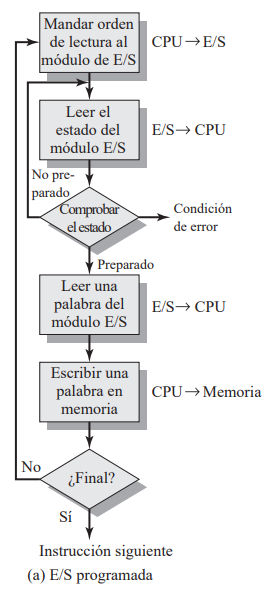 Mandar orden
de lectura al
módulo de E/S
CPU → E/S
Leer el
estado del
módulo E/S
E/S → CPU
No pre-
parado
Comprobar
el estado
Condición
de error
Preparado
Leer una
palabra del
módulo E/S
E/S → CPU
Escribir una
palabra en
memoria
CPU → Memoria
No
¿Final?
Sí
Instrucción siguiente
(a) E/S programada